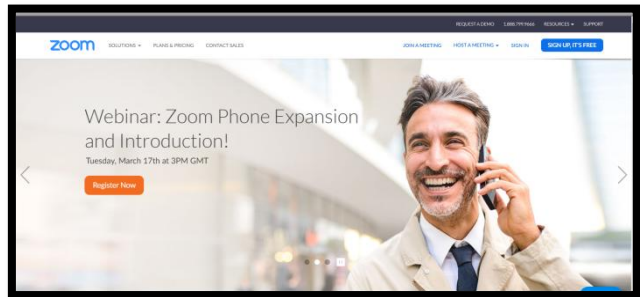 REQUEST A DEMO 1.888.799.9666 RESOURCES SUPPORT
zoom SOLUTIONS PLANS & PRICING CONTACT SALES JOIN A MEETING HOST A MEETING SIGN IN SIGN UP, IT'S FREE
Webinar: Zoom Phone Expansion
and Introduction!
Tuesday, March 17th at 3PM GMT
Register Now